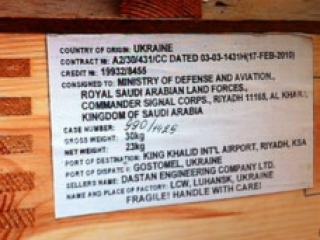 COUNTRY OF ORIGIN: UKRAINE
CONTRACT №: A2/30/431/CC DATED 03-03-1431H(17-FEB-2010)
CREDIT №: 19932/8455
CONSIGNED TO: MINISTRY OF DEFENSE AND AVIATION.,
ROYAL SAUDI ARABIAN LAND FORCES.,
COMMANDER SIGNAL CORPS., RIYADH 11165, AL KHARJ
KINGDOM OF SAUDI ARABIA
CASE NUMBER: 590/1425
GROSS WEIGHT: 30kg
NET WEIGHT: 23kg
PORT OF DESTINATION: KING KHALID INT'L AIRPORT, RIYADH, KSA
PORT OF DISPATCH: GOSTOMEL, UKRAINE
SELLERS NAME: DASTAN ENGINEERING COMPANY LTD.
NAME AND PLACE OF FACTORY: LCW, LUHANSK, UKRAINE
FRAGILE! HANDLE WITH CARE!